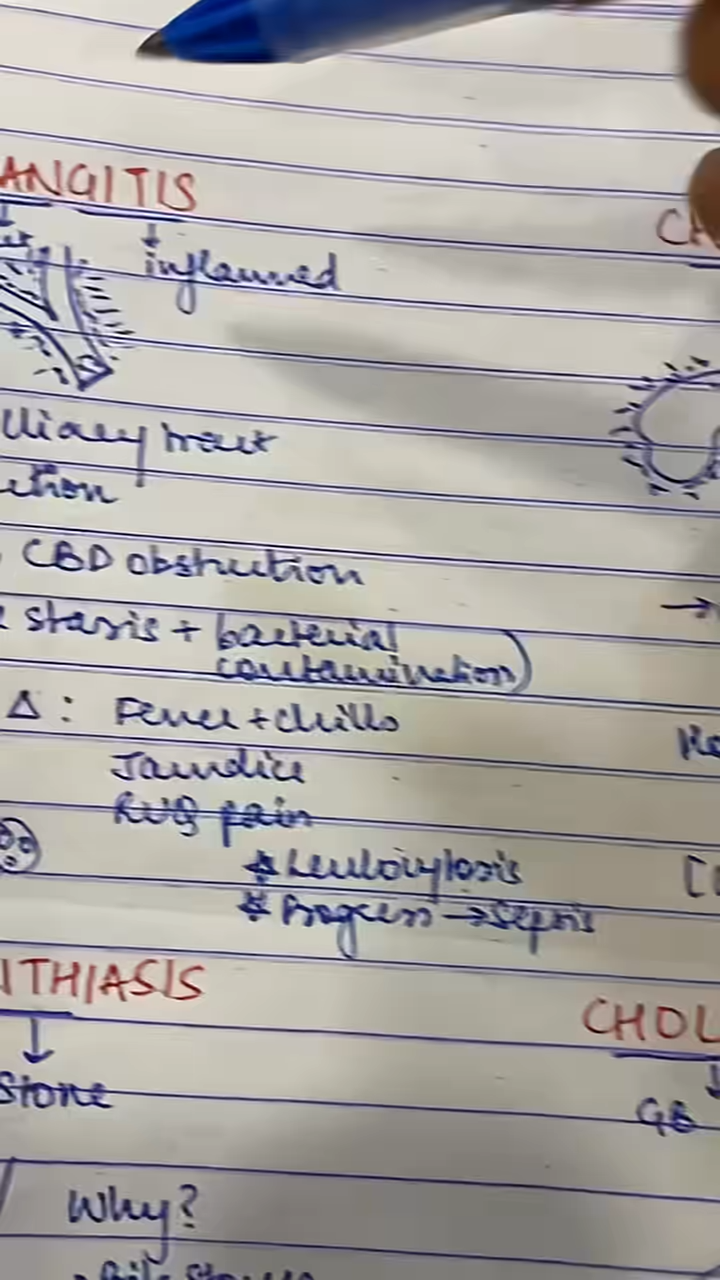 ANGITIS
inflamed
CH
lliary tract
ction
CBD obstruction
stasis + bacterial
contamination)
Δ: Fever + chills
Jaundice
RUQ pain
* Leukocytosis
* Progress → sepsis
ITHIASIS
CHOL
Stone
GB
Why?